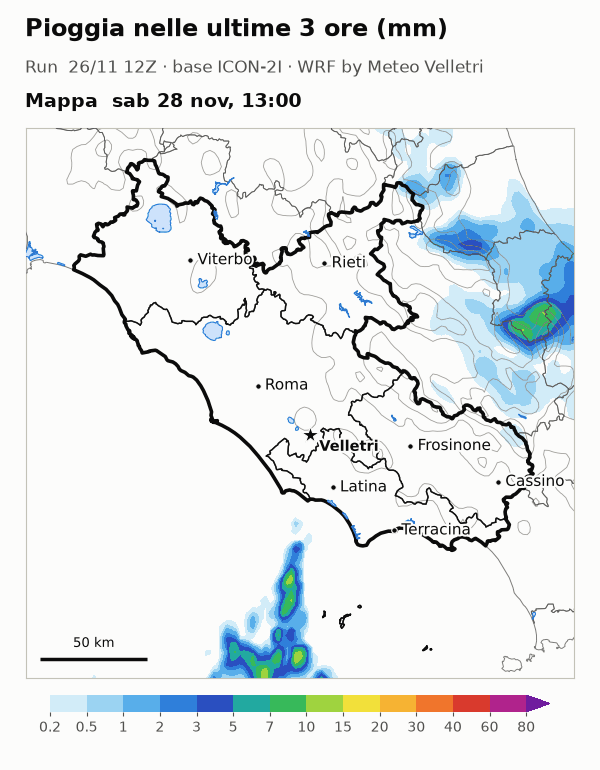 Pioggia nelle ultime 3 ore (mm)
Run  26/11 12Z · base ICON-2I · WRF by Meteo Velletri
Mappa  sab 28 nov, 13:00
Viterbo
Rieti
Roma
Velletri
Frosinone
Cassino
Latina
Terracina
50 km
0.2 0.5 1 2 3 5 7 10 15 20 30 40 60 80